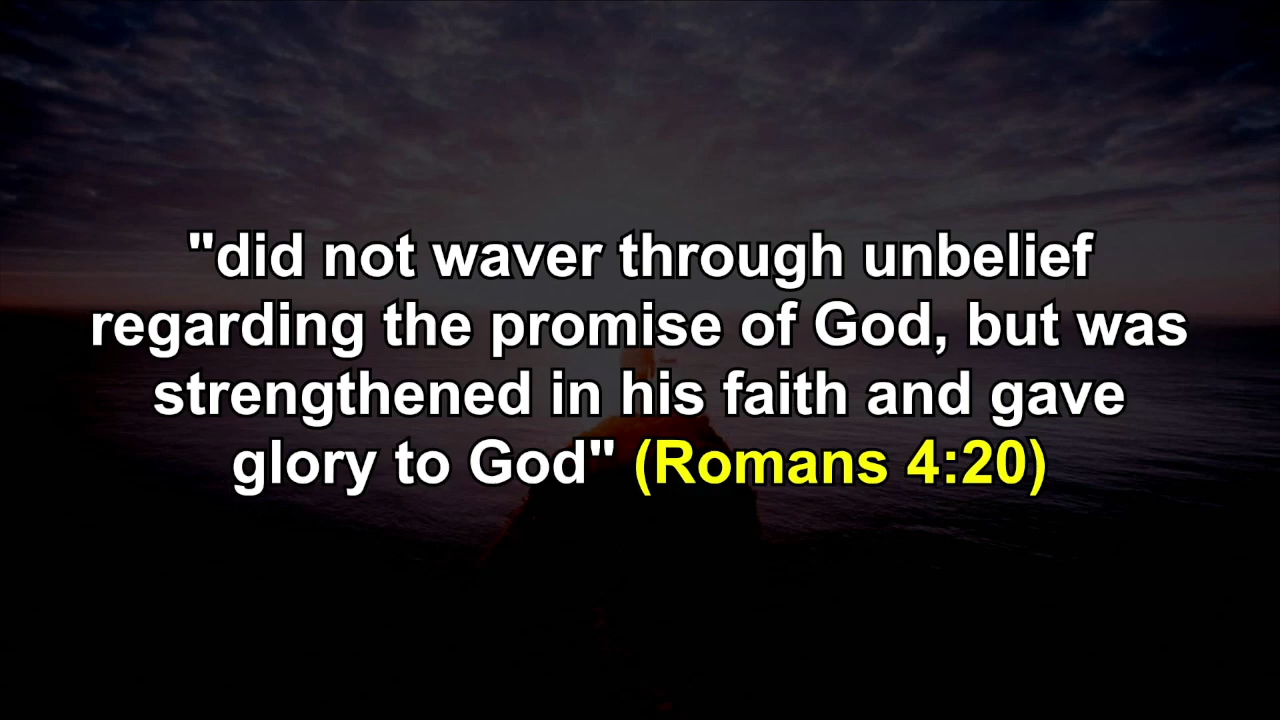 "did not waver through unbelief
regarding the promise of God, but was
strengthened in his faith and gave
glory to God" (Romans 4:20)